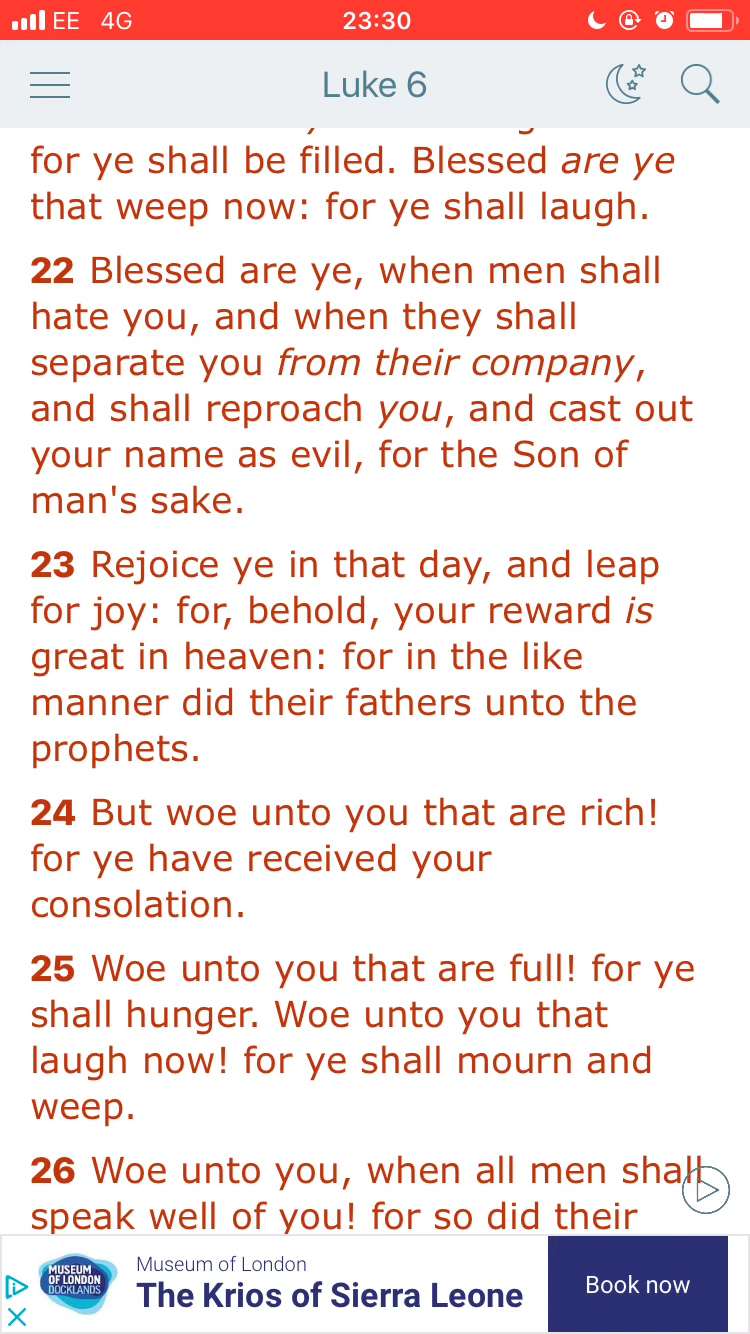 EE 4G 23:30
Luke 6
for ye shall be filled. Blessed are ye
that weep now: for ye shall laugh.
22 Blessed are ye, when men shall
hate you, and when they shall
separate you from their company,
and shall reproach you, and cast out
your name as evil, for the Son of
man's sake.
23 Rejoice ye in that day, and leap
for joy: for, behold, your reward is
great in heaven: for in the like
manner did their fathers unto the
prophets.
24 But woe unto you that are rich!
for ye have received your
consolation.
25 Woe unto you that are full! for ye
shall hunger. Woe unto you that
laugh now! for ye shall mourn and
weep.
26 Woe unto you, when all men shall
speak well of you! for so did their
MUSEUM
OF LONDON
DOCKLANDS
Museum of London
The Krios of Sierra Leone
Book now